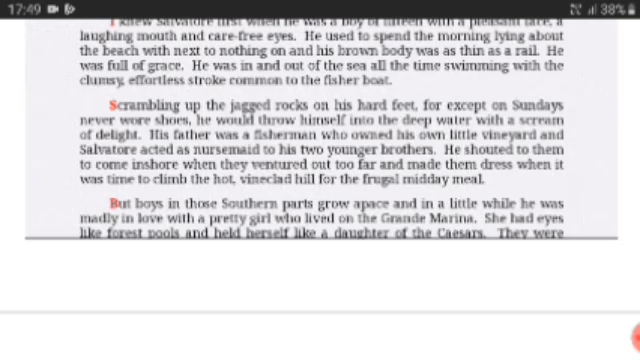 17:49 38%
I knew Salvatore first when he was a boy of fifteen with a pleasant face, a
laughing mouth and care-free eyes. He used to spend the morning lying about
the beach with next to nothing on and his brown body was as thin as a rail. He
was full of grace. He was in and out of the sea all the time swimming with the
clumsy, effortless stroke common to the fisher boat.
Scrambling up the jagged rocks on his hard feet, for except on Sundays
never wore shoes, he would throw himself into the deep water with a scream
of delight. His father was a fisherman who owned his own little vineyard and
Salvatore acted as nursemaid to his two younger brothers. He shouted to them
to come inshore when they ventured out too far and made them dress when it
was time to climb the hot, vineclad hill for the frugal midday meal.
But boys in those Southern parts grow apace and in a little while he was
madly in love with a pretty girl who lived on the Grande Marina. She had eyes
like forest pools and held herself like a daughter of the Caesars. They were